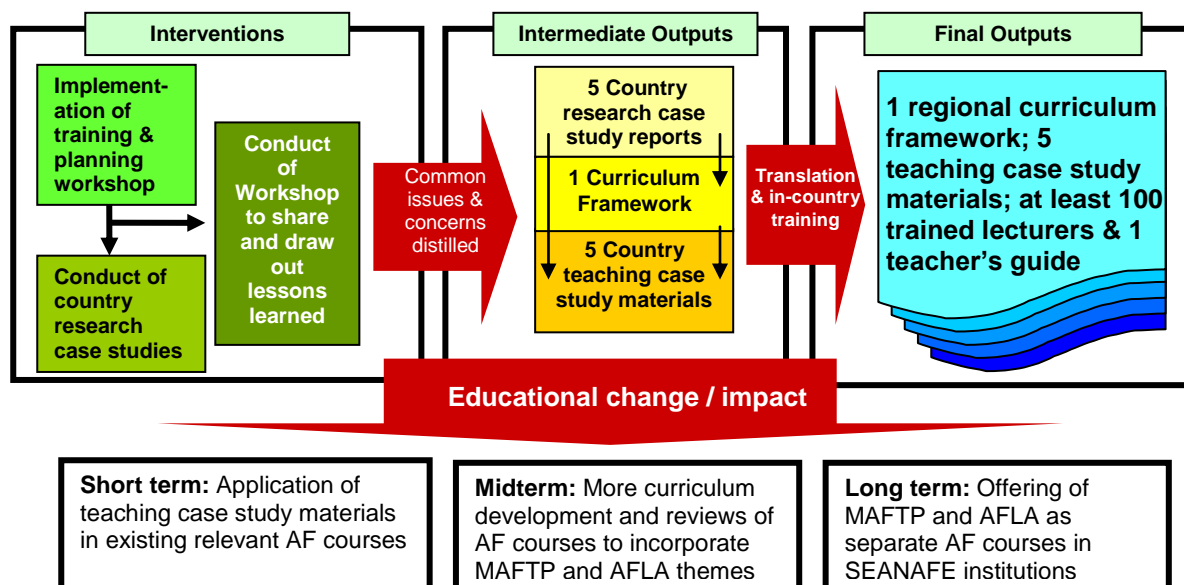 Interventions
Implement-
ation of
training &
planning
workshop
Conduct of
country
research
case studies
Conduct
of
Workshop
to share
and draw
out
lessons
learned
Common
issues &
concerns
distilled
Intermediate Outputs
5 Country
research case
study reports
1 Curriculum
Framework
5 Country
teaching case
study materials
Translation
& in-country
training
Final Outputs
1 regional curriculum
framework; 5
teaching case study
materials; at least 100
trained lecturers & 1
teacher’s guide
Educational change / impact
Short term: Application of
teaching case study materials
in existing relevant AF courses
Midterm: More curriculum
development and reviews of
AF courses to incorporate
MAFTP and AFLA themes
Long term: Offering of
MAFTP and AFLA as
separate AF courses in
SEANAFE institutions